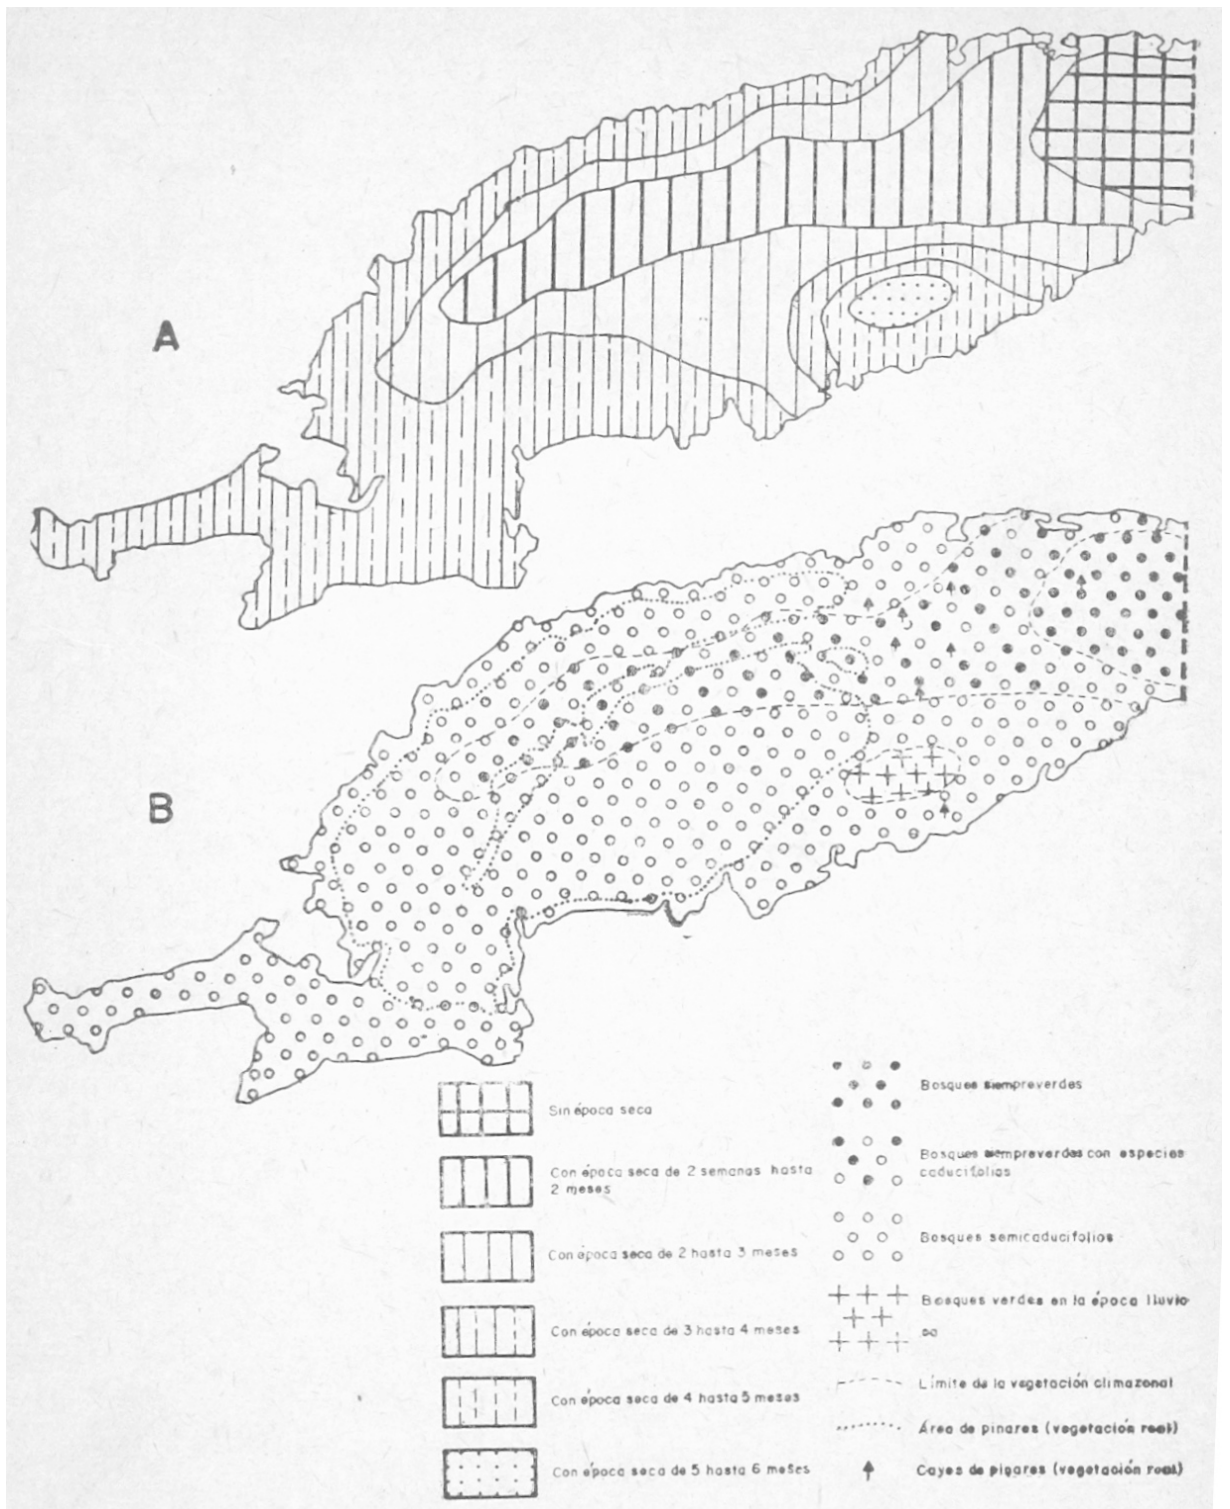 A
B
Sin época seca
Con época seca de 2 semanas hasta
2 meses
Con época seca de 2 hasta 3 meses
Con época seca de 3 hasta 4 meses
Con época seca de 4 hasta 5 meses
Con época seca de 5 hasta 6 meses
Bosques siempreverdes
Bosques siempreverdes con especies
caducifolias
Bosques semicaducifolios
Bosques verdes en la época lluvio
sa
Límite de la vegetación climazonal
Área de pinares (vegetación real)
Cayos de pinares (vegetación real)